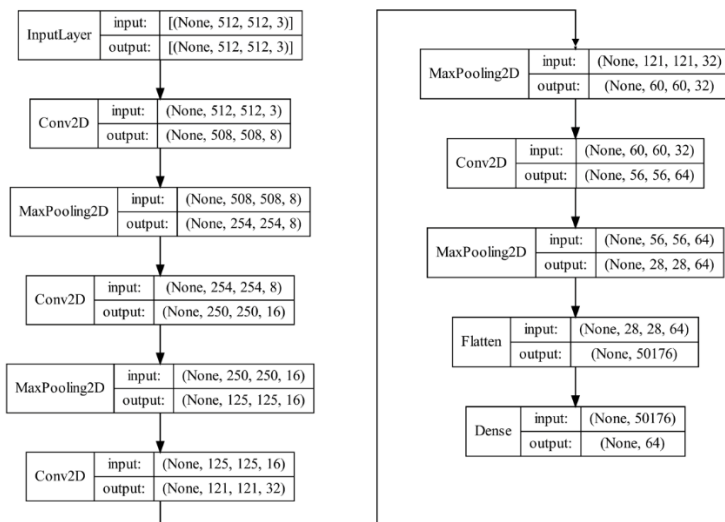 InputLayer
input: [(None, 512, 512, 3)]
output: [(None, 512, 512, 3)]
Conv2D
input: (None, 512, 512, 3)
output: (None, 508, 508, 8)
MaxPooling2D
input: (None, 508, 508, 8)
output: (None, 254, 254, 8)
Conv2D
input: (None, 254, 254, 8)
output: (None, 250, 250, 16)
MaxPooling2D
input: (None, 250, 250, 16)
output: (None, 125, 125, 16)
Conv2D
input: (None, 125, 125, 16)
output: (None, 121, 121, 32)
MaxPooling2D
input: (None, 121, 121, 32)
output: (None, 60, 60, 32)
Conv2D
input: (None, 60, 60, 32)
output: (None, 56, 56, 64)
MaxPooling2D
input: (None, 56, 56, 64)
output: (None, 28, 28, 64)
Flatten
input: (None, 28, 28, 64)
output: (None, 50176)
Dense
input: (None, 50176)
output: (None, 64)